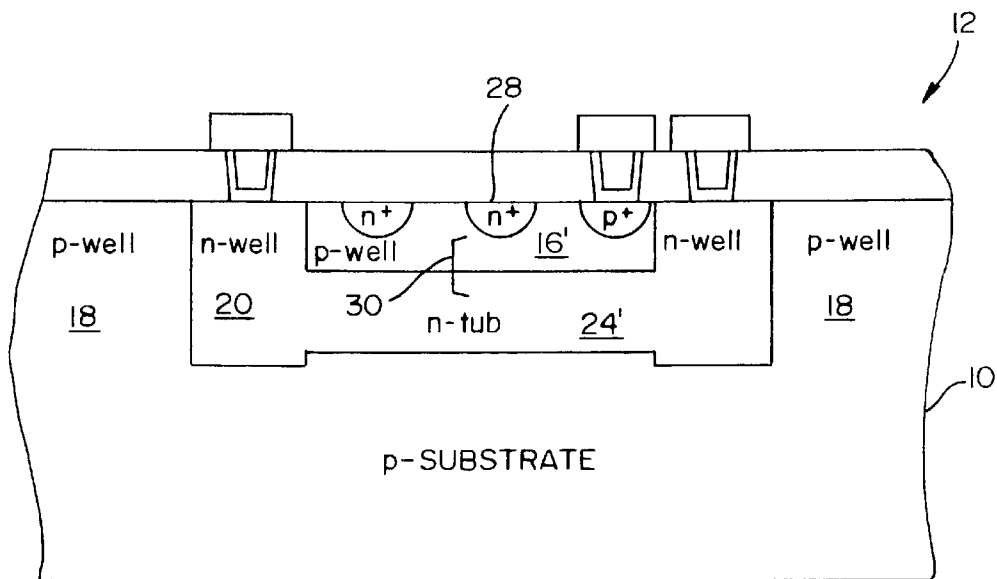 12
28
n+ n+ p+
p-well n-well p-well 16' n-well p-well
18 20 30 n-tub 24' 18
10
p-SUBSTRATE